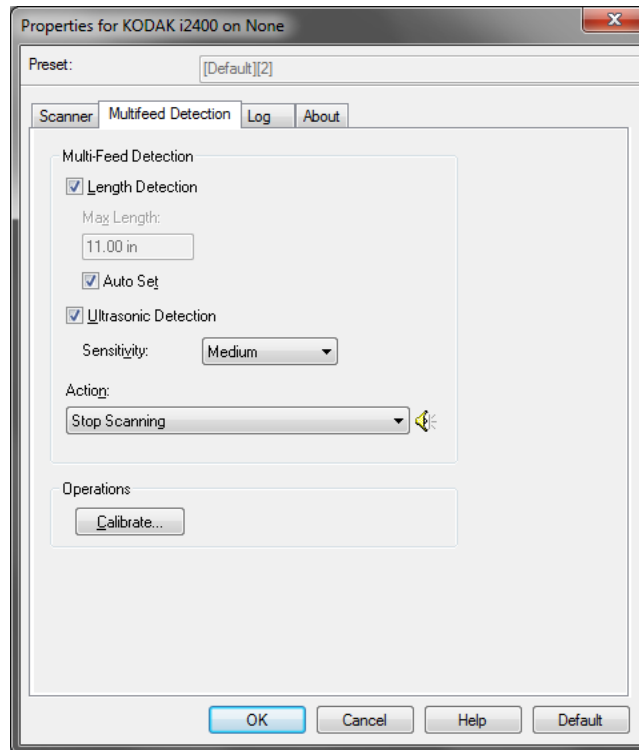 Properties for KODAK i2400 on None
Preset: [Default][2]
Scanner Multifeed Detection Log About
Multi-Feed Detection
Length Detection
Max Length:
11.00 in
Auto Set
Ultrasonic Detection
Sensitivity: Medium
Action:
Stop Scanning
Operations
Calibrate...
OK Cancel Help Default